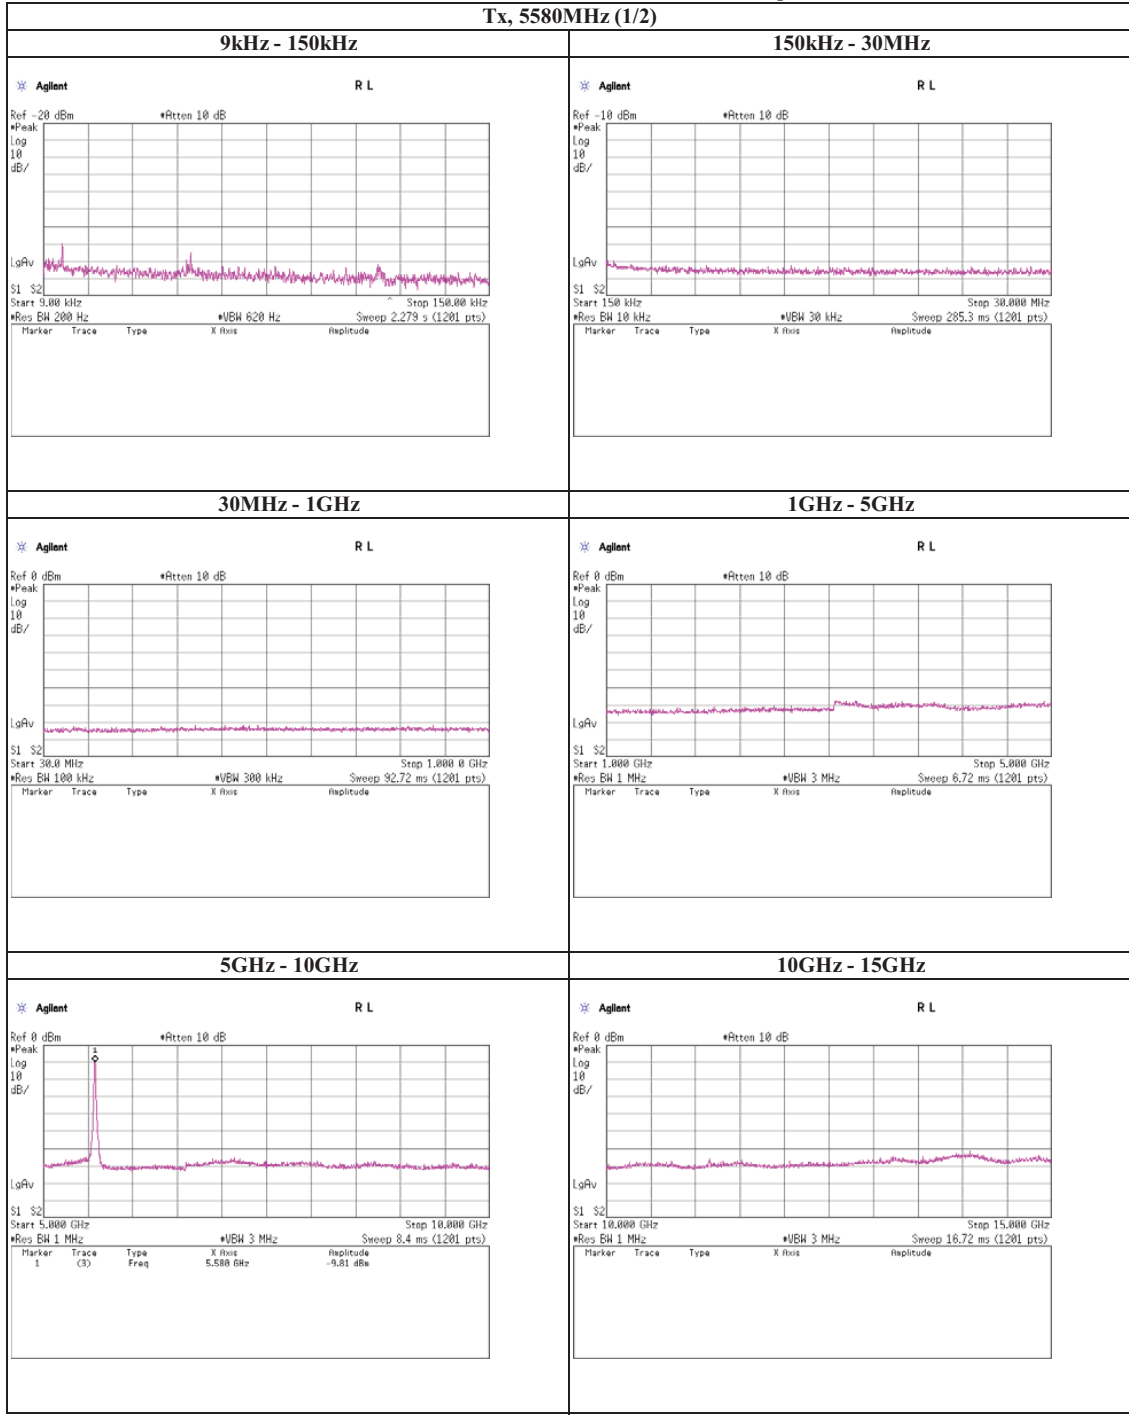 Tx, 5580MHz (1/2)
9kHz - 150kHz
Agilent R L
Ref -20 dBm #Atten 10 dB
#Peak
Log
10
dB/
LgAv
S1 S2
Start 9.00 kHz ^ Stop 150.00 kHz
#Res BW 200 Hz #VBW 620 Hz Sweep 2.279 s (1201 pts)
Marker Trace Type X Axis Amplitude
150kHz - 30MHz
Agilent R L
Ref -10 dBm #Atten 10 dB
#Peak
Log
10
dB/
LgAv
S1 S2
Start 150 kHz Stop 30.000 MHz
#Res BW 10 kHz #VBW 30 kHz Sweep 285.3 ms (1201 pts)
Marker Trace Type X Axis Amplitude
30MHz - 1GHz
Agilent R L
Ref 0 dBm #Atten 10 dB
#Peak
Log
10
dB/
LgAv
S1 S2
Start 30.0 MHz Stop 1.000 0 GHz
#Res BW 100 kHz #VBW 300 kHz Sweep 92.72 ms (1201 pts)
Marker Trace Type X Axis Amplitude
1GHz - 5GHz
Agilent R L
Ref 0 dBm #Atten 10 dB
#Peak
Log
10
dB/
LgAv
S1 S2
Start 1.000 GHz Stop 5.000 GHz
#Res BW 1 MHz #VBW 3 MHz Sweep 6.72 ms (1201 pts)
Marker Trace Type X Axis Amplitude
5GHz - 10GHz
Agilent R L
Ref 0 dBm #Atten 10 dB
#Peak
Log
10
dB/
1
LgAv
S1 S2
Start 5.000 GHz Stop 10.000 GHz
#Res BW 1 MHz #VBW 3 MHz Sweep 8.4 ms (1201 pts)
Marker Trace Type X Axis Amplitude
1 (3) Freq 5.580 GHz -9.81 dBm
10GHz - 15GHz
Agilent R L
Ref 0 dBm #Atten 10 dB
#Peak
Log
10
dB/
LgAv
S1 S2
Start 10.000 GHz Stop 15.000 GHz
#Res BW 1 MHz #VBW 3 MHz Sweep 16.72 ms (1201 pts)
Marker Trace Type X Axis Amplitude